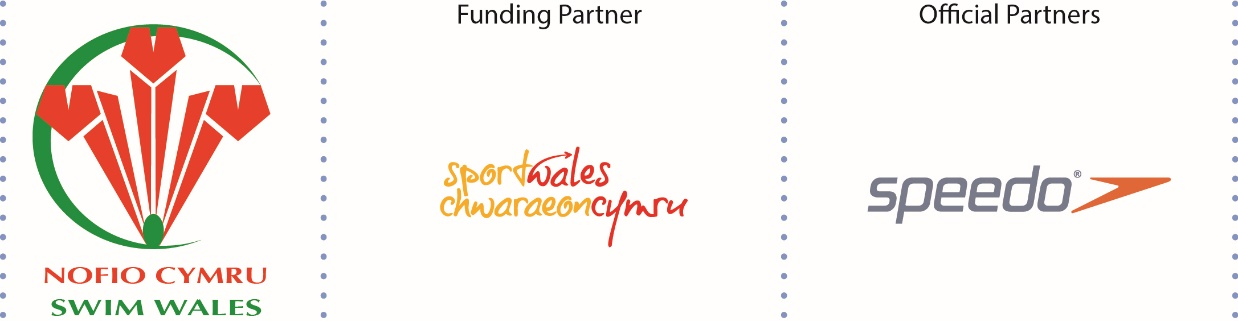 NOFIO CYMRU
SWIM WALES
Funding Partner
sportwales
chwaraeoncymru
Official Partners
speedo®